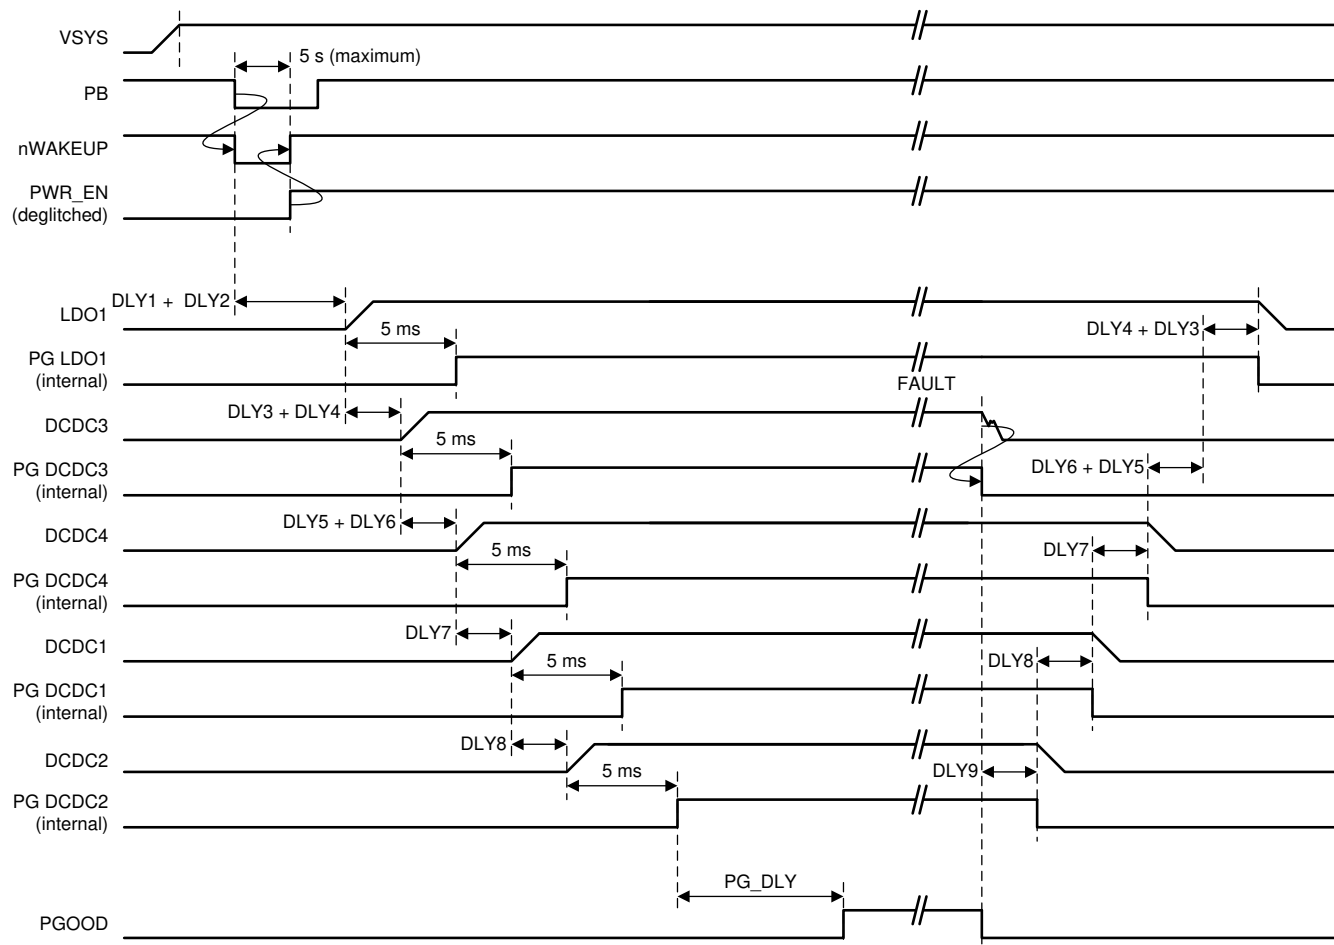 VSYS
5 s (maximum)
PB
nWAKEUP
PWR_EN
(deglitched)
DLY1 + DLY2
LDO1
DLY4 + DLY3
5 ms
PG LDO1
(internal)
FAULT
DLY3 + DLY4
DCDC3
5 ms
PG DCDC3
(internal)
DLY6 + DLY5
DLY5 + DLY6
DCDC4
5 ms
DLY7
PG DCDC4
(internal)
DLY7
DCDC1
5 ms
DLY8
PG DCDC1
(internal)
DLY8
DCDC2
5 ms
DLY9
PG DCDC2
(internal)
PG_DLY
PGOOD